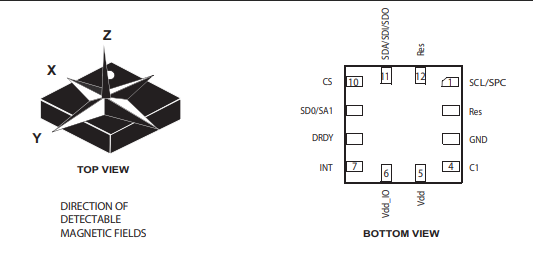 Z
X
Y
TOP VIEW
DIRECTION OF
DETECTABLE
MAGNETIC FIELDS
SDA/SDI/SDO
Res
11
12
CS
10
1
SCL/SPC
SD0/SA1
Res
DRDY
GND
INT
7
4
C1
6
5
Vdd_IO
Vdd
BOTTOM VIEW